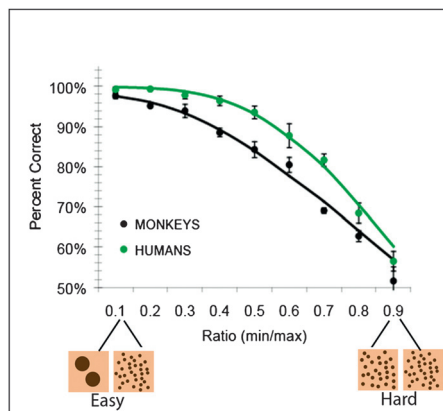 100%
90%
80%
70%
60%
50%
Percent Correct
MONKEYS
HUMANS
0.1 0.2 0.3 0.4 0.5 0.6 0.7 0.8 0.9
Ratio (min/max)
Easy
Hard